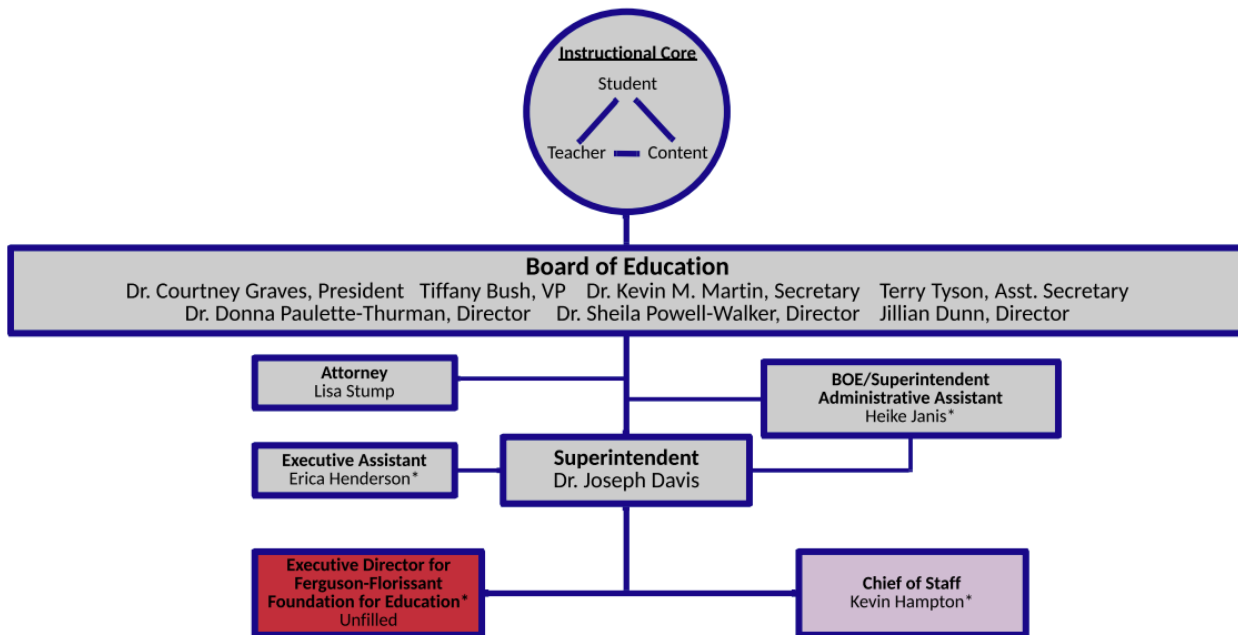 Instructional Core
Student
Teacher Content
Board of Education
Dr. Courtney Graves, President Tiffany Bush, VP Dr. Kevin M. Martin, Secretary Terry Tyson, Asst. Secretary
Dr. Donna Paulette-Thurman, Director Dr. Sheila Powell-Walker, Director Jillian Dunn, Director
Attorney
Lisa Stump
BOE/Superintendent
Administrative Assistant
Heike Janis*
Executive Assistant
Erica Henderson*
Superintendent
Dr. Joseph Davis
Executive Director for
Ferguson-Florissant
Foundation for Education*
Unfilled
Chief of Staff
Kevin Hampton*